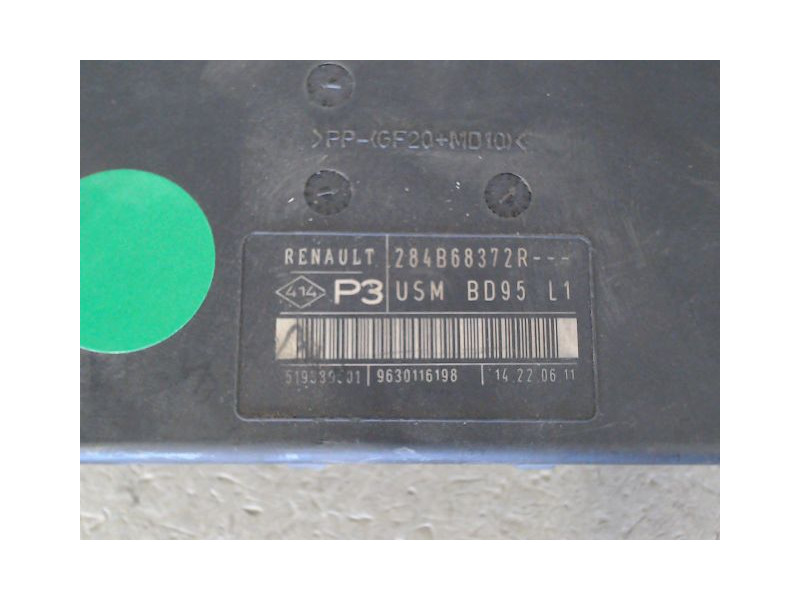 >PP-(GF20+MD10)<
RENAULT 284B68372R---
414 P3 USM BD95 L1
9630116198 14 22 06 11